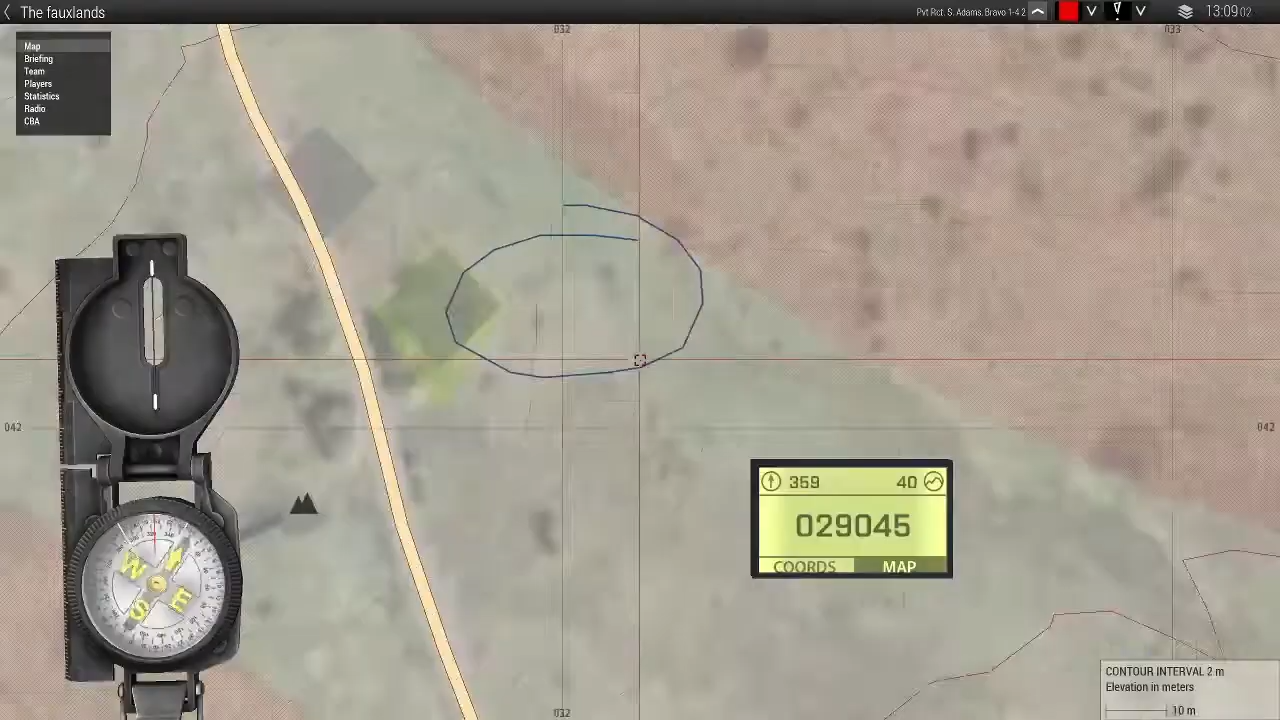 The fauxlands
Pvt Rct. S. Adams, Bravo 1-4 2
13:09 02
032
033
Map
Briefing
Team
Players
Statistics
Radio
CBA
042
042
359
40
029045
COORDS
MAP
W
S
E
CONTOUR INTERVAL 2 m
Elevation in meters
10 m
032